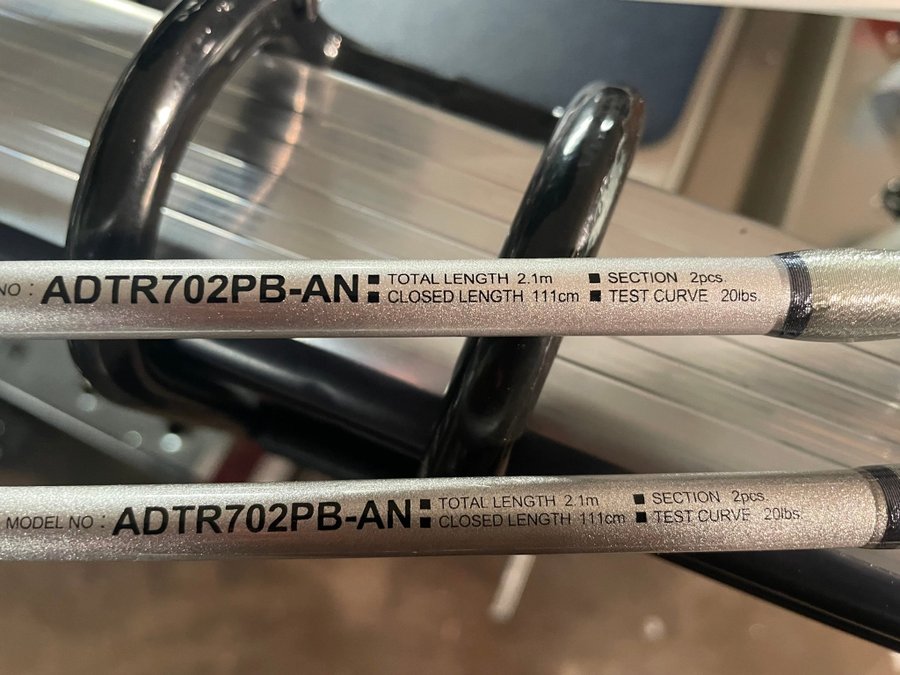 NO : ADTR702PB-AN ■ TOTAL LENGTH 2.1m ■ SECTION 2pcs.
■ CLOSED LENGTH 111cm ■ TEST CURVE 20lbs.
MODEL NO : ADTR702PB-AN ■ TOTAL LENGTH 2.1m ■ SECTION 2pcs.
■ CLOSED LENGTH 111cm ■ TEST CURVE 20lbs.